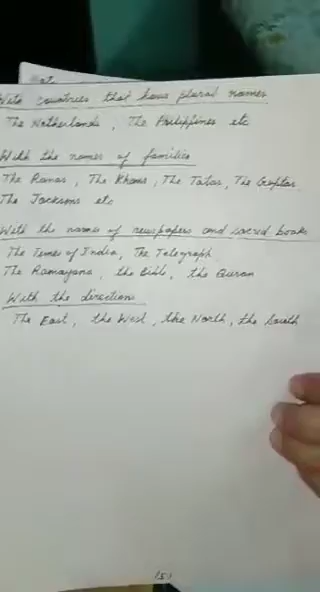 With countries that have plural names
The Netherlands, The Philippines etc
With the names of families
The Ranas, The Khans, The Tatas, The Guptas,
The Jacksons etc
With the names of newspapers and sacred books
The Times of India, The Telegraph
The Ramayana, the Bible, the Quran
With the directions
The East, the West, the North, the South
(5)